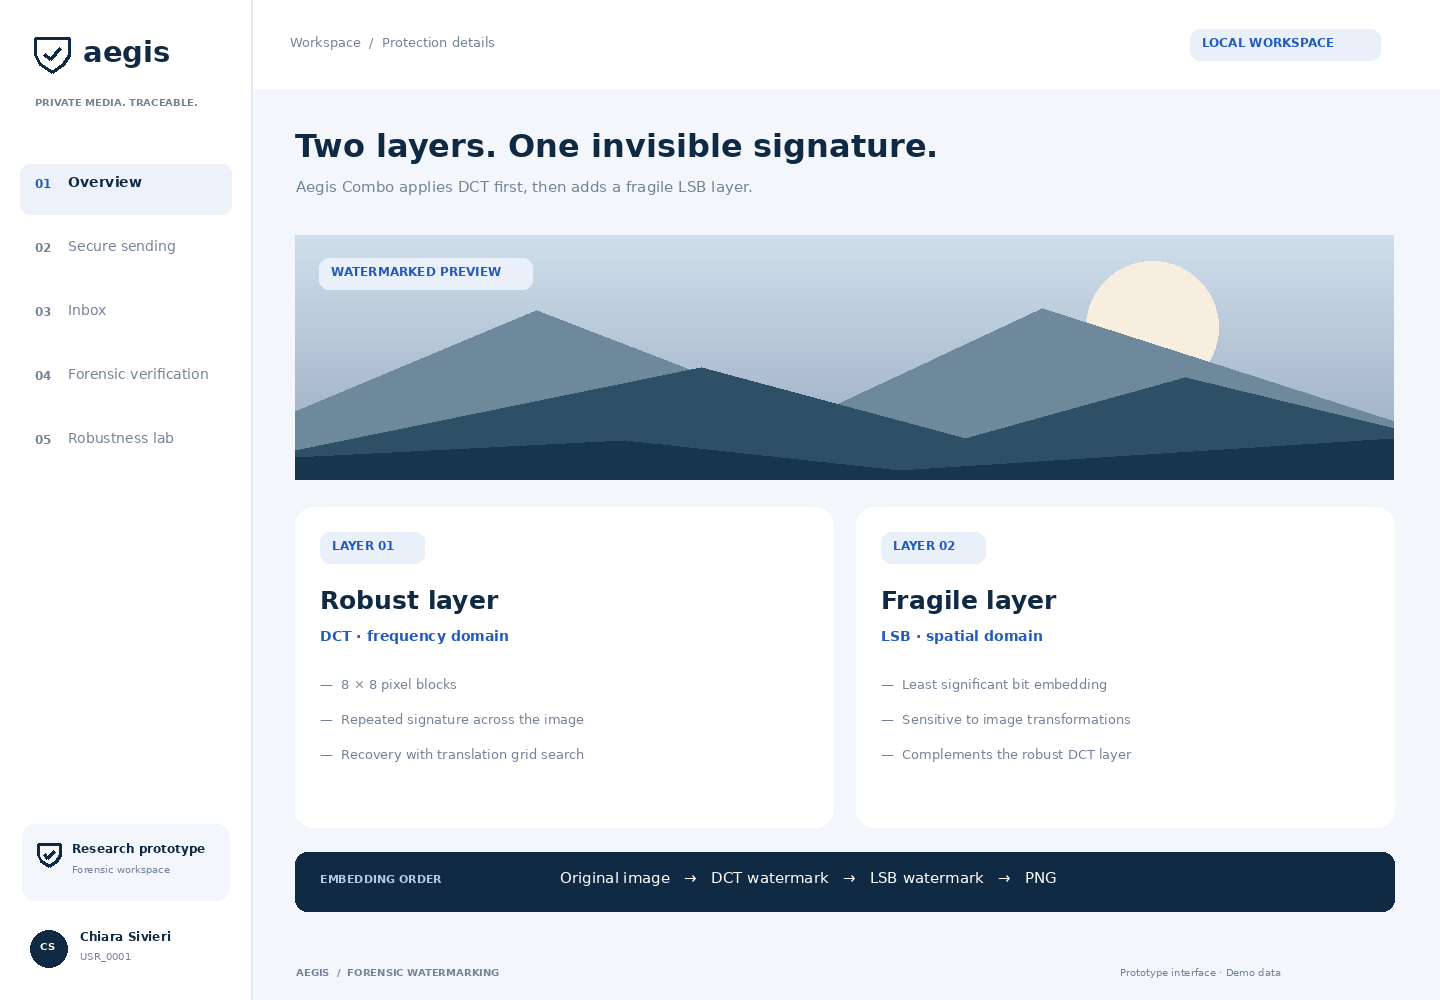 aegis
PRIVATE MEDIA. TRACEABLE.
01 Overview
02 Secure sending
03 Inbox
04 Forensic verification
05 Robustness lab
Research prototype
Forensic workspace
CS
Chiara Sivieri
USR_0001
Workspace / Protection details
LOCAL WORKSPACE
Two layers. One invisible signature.
Aegis Combo applies DCT first, then adds a fragile LSB layer.
WATERMARKED PREVIEW
LAYER 01
Robust layer
DCT · frequency domain
— 8 × 8 pixel blocks
— Repeated signature across the image
— Recovery with translation grid search
LAYER 02
Fragile layer
LSB · spatial domain
— Least significant bit embedding
— Sensitive to image transformations
— Complements the robust DCT layer
EMBEDDING ORDER Original image → DCT watermark → LSB watermark → PNG
AEGIS / FORENSIC WATERMARKING
Prototype interface · Demo data